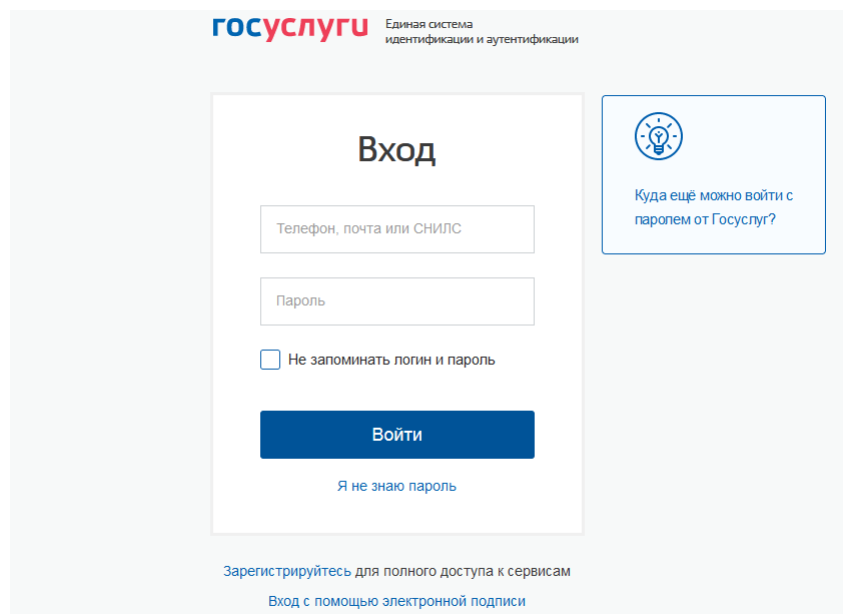 госуслуги
Единая система
идентификации и аутентификации
Вход
Телефон, почта или СНИЛС
Пароль
Не запоминать логин и пароль
Войти
Я не знаю пароль
Куда ещё можно войти с
паролем от Госуслуг?
Зарегистрируйтесь для полного доступа к сервисам
Вход с помощью электронной подписи